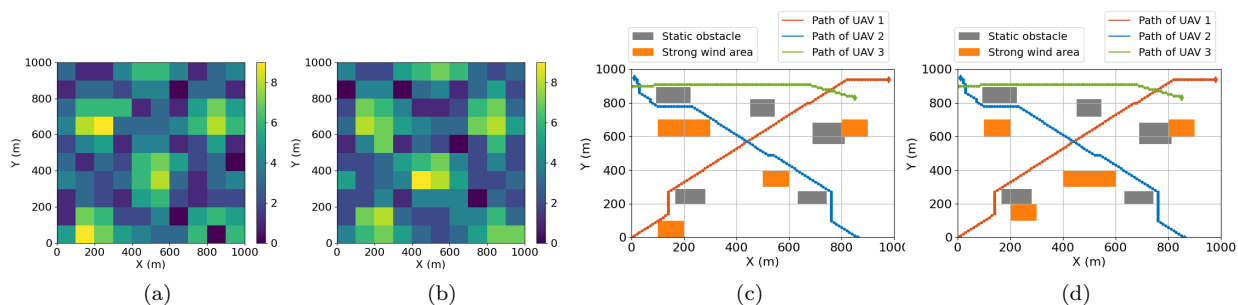 1000
800
600
400
200
0
Y (m)
0 200 400 600 800 1000
X (m)
8
6
4
2
0
(a)
1000
800
600
400
200
0
Y (m)
0 200 400 600 800 1000
X (m)
8
6
4
2
0
(b)
Static obstacle
Strong wind area
Path of UAV 1
Path of UAV 2
Path of UAV 3
1000
800
600
400
200
0
Y (m)
0 200 400 600 800 1000
X (m)
(c)
Static obstacle
Strong wind area
Path of UAV 1
Path of UAV 2
Path of UAV 3
1000
800
600
400
200
0
Y (m)
0 200 400 600 800 1000
X (m)
(d)